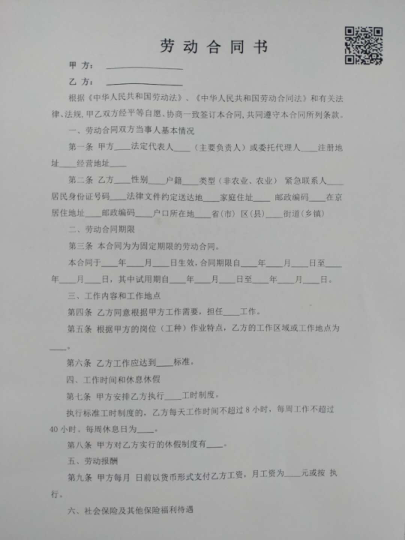 劳动合同书
甲 方：____________
乙 方：____________
根据《中华人民共和国劳动法》、《中华人民共和国劳动合同法》和有关法
律、法规，甲乙双方经平等自愿、协商一致签订本合同，共同遵守本合同所列条款。
一、劳动合同双方当事人基本情况
第一条 甲方____法定代表人____（主要负责人）或委托代理人____注册地
址____经营地址____
第二条 乙方____性别____户籍____类型（非农业、农业） 紧急联系人____
居民身份证号码____法律文件的定送达地____家庭住址____ 邮政编码____在京
居住地址____邮政编码____户口所在地____省(市) 区(县)____街道(乡镇)
二、劳动合同期限
第三条 本合同为为固定期限的劳动合同。
本合同于____年____月____日生效。合同期限自____年____月____日至____
年____月____日，其中试用期自____年____月____日至____年____月____日。
三、工作内容和工作地点
第四条 乙方同意根据甲方工作需要，担任____工作。
第五条 根据甲方的岗位（工种）作业特点，乙方的工作区域或工作地点为
____。
第六条 乙方工作应达到____标准。
四、工作时间和休息休假
第七条 甲方安排乙方执行____工时制度。
执行标准工时制度的，乙方每天工作时间不超过 8 小时，每周工作不超过
40 小时。每周休息日为____。
第八条 甲方对乙方实行的休假制度有____。
五、劳动报酬
第九条 甲方每月 日前以货币形式支付乙方工资，月工资为____元或按 执
行。
六、社会保险及其他保险福利待遇